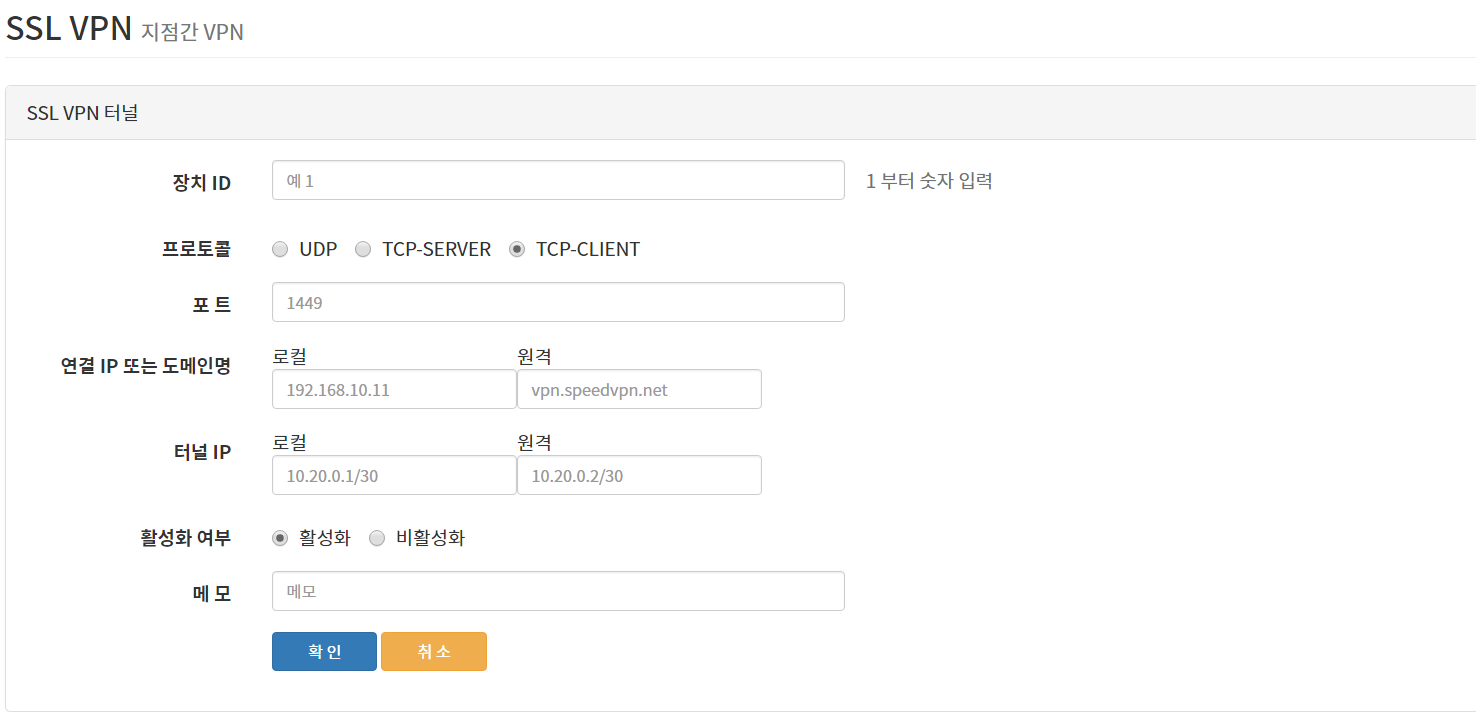 SSL VPN 지점간 VPN
SSL VPN 터널
장치 ID 예 1 1 부터 숫자 입력
프로토콜 UDP TCP-SERVER TCP-CLIENT
포 트 1449
연결 IP 또는 도메인명 로컬 원격
192.168.10.11 vpn.speedvpn.net
터널 IP 로컬 원격
10.20.0.1/30 10.20.0.2/30
활성화 여부 활성화 비활성화
메 모 메모
확 인 취 소